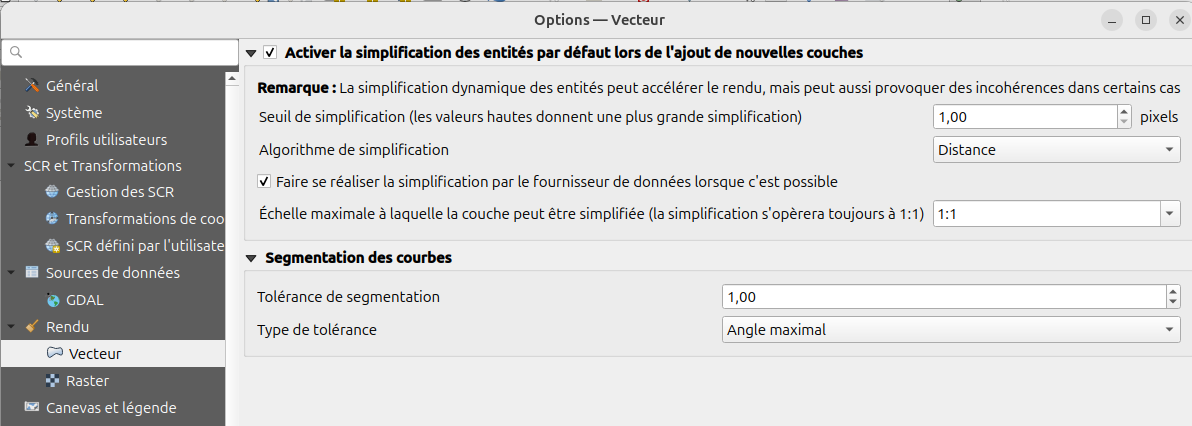 Options — Vecteur
Général
Système
Profils utilisateurs
SCR et Transformations
Gestion des SCR
Transformations de coo
SCR défini par l'utilisate
Sources de données
GDAL
Rendu
Vecteur
Raster
Canevas et légende
Activer la simplification des entités par défaut lors de l'ajout de nouvelles couches
Remarque : La simplification dynamique des entités peut accélérer le rendu, mais peut aussi provoquer des incohérences dans certains cas
Seuil de simplification (les valeurs hautes donnent une plus grande simplification) 1,00 pixels
Algorithme de simplification Distance
Faire se réaliser la simplification par le fournisseur de données lorsque c'est possible
Échelle maximale à laquelle la couche peut être simplifiée (la simplification s'opèrera toujours à 1:1) 1:1
Segmentation des courbes
Tolérance de segmentation 1,00
Type de tolérance Angle maximal